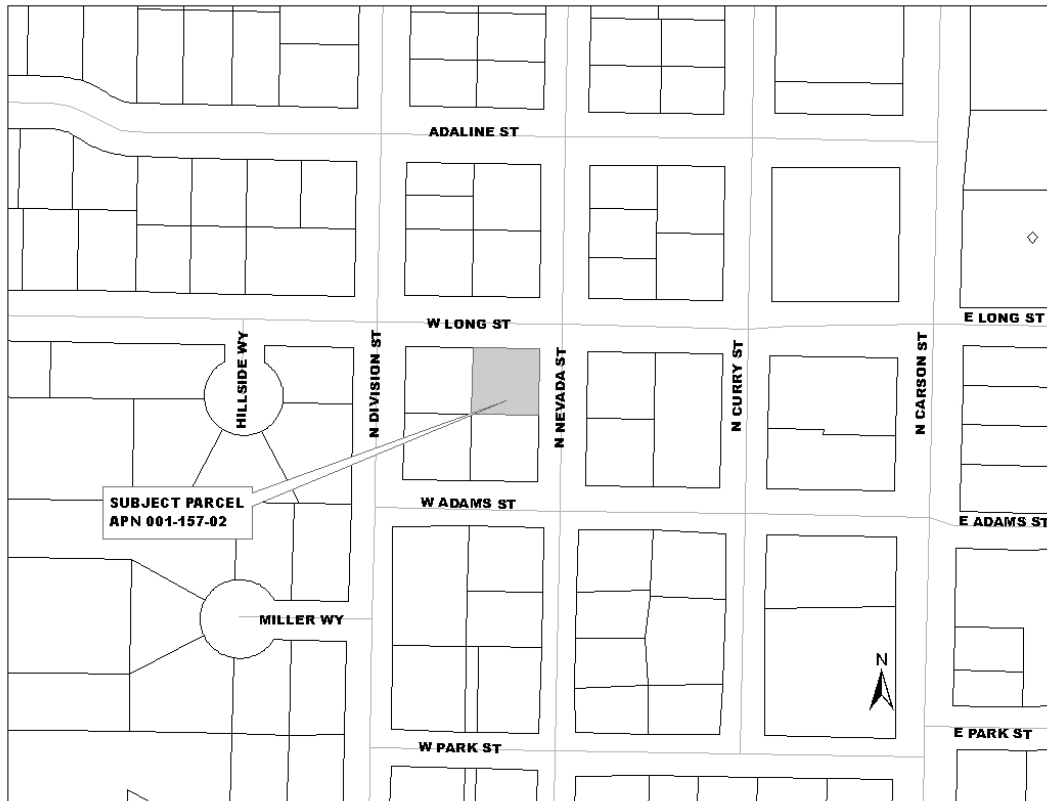 ADALINE ST
W LONG ST
E LONG ST
HILLSIDE WY
N DIVISION ST
N NEVADA ST
N CURRY ST
N CARSON ST
SUBJECT PARCEL
APN 001-157-02
W ADAMS ST
E ADAMS ST
MILLER WY
N
W PARK ST
E PARK ST